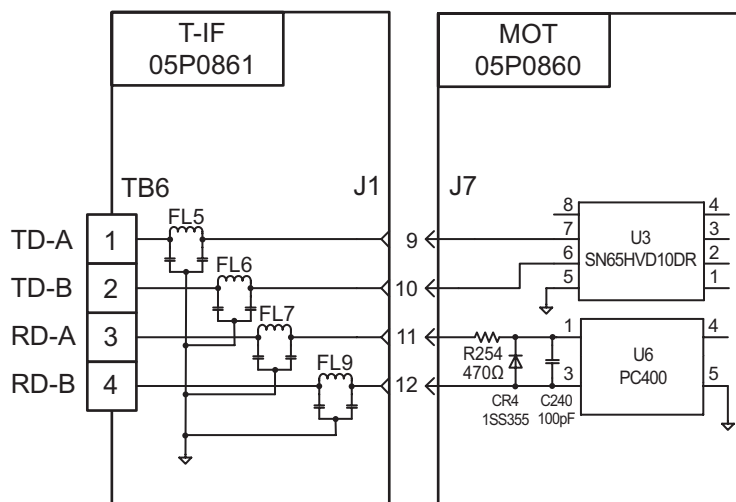 T-IF
05P0861
MOT
05P0860
TB6
J1
J7
TD-A 1 FL5 9
TD-B 2 FL6 10
RD-A 3 FL7 11
RD-B 4 FL9 12
8 4
7 U3 3
6 SN65HVD10DR 2
5 1
R254
470Ω
CR4
1SS355
C240
100pF
1 U6 4
3 PC400 5